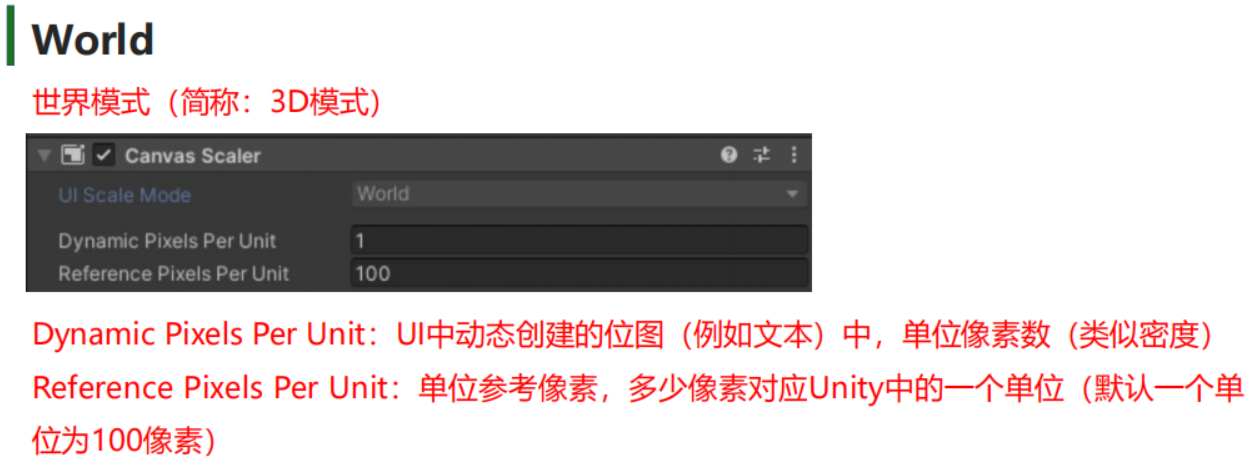 World
世界模式（简称：3D模式）
Canvas Scaler
UI Scale Mode World
Dynamic Pixels Per Unit 1
Reference Pixels Per Unit 100
Dynamic Pixels Per Unit：UI中动态创建的位图（例如文本）中，单位像素数（类似密度）
Reference Pixels Per Unit：单位参考像素，多少像素对应Unity中的一个单位（默认一个单
位为100像素）